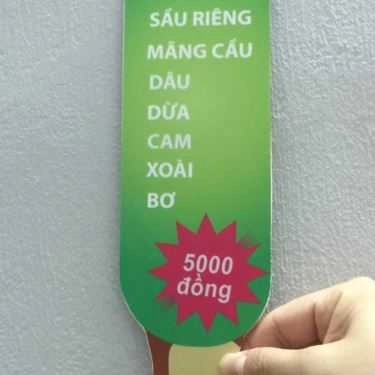 SẦU RIÊNG
MÃNG CẦU
DÂU
DỪA
CAM
XOÀI
BƠ
5000
đồng